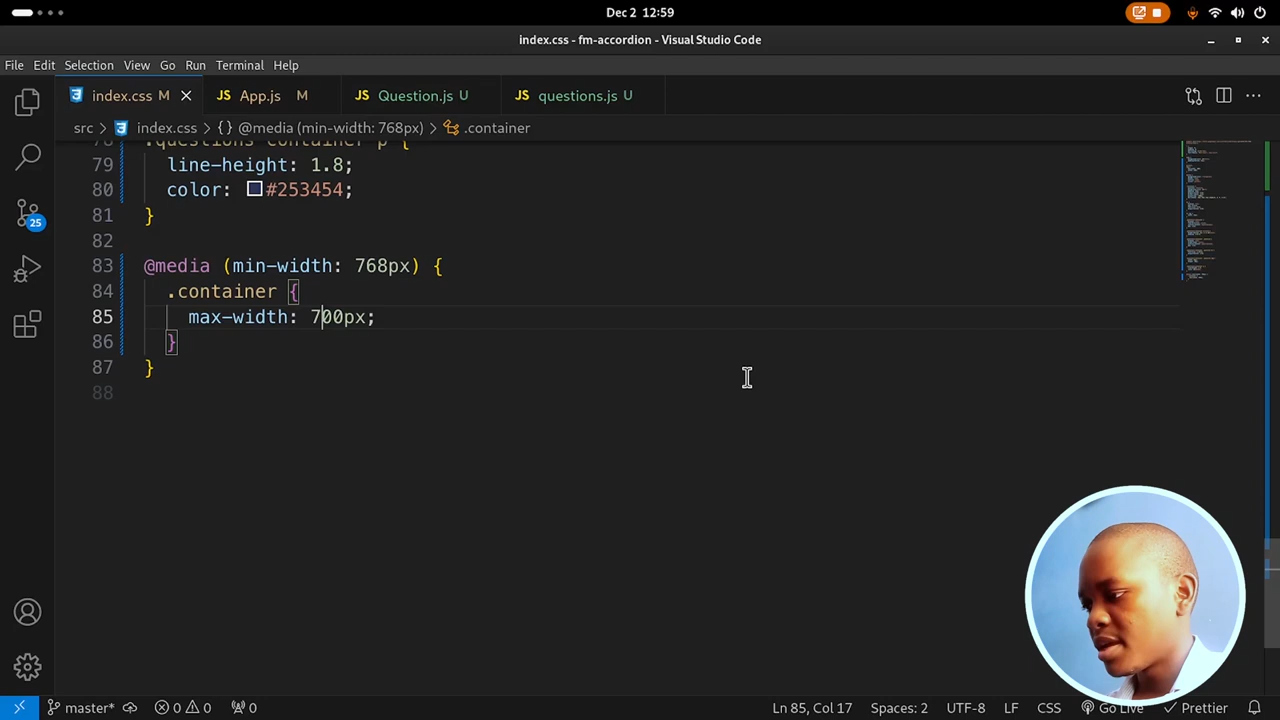 Dec 2 12:59
index.css - fm-accordion - Visual Studio Code
File Edit Selection View Go Run Terminal Help
index.css M JS App.js M JS Question.js U JS questions.js U
src > index.css > {} @media (min-width: 768px) > .container
78 .questions-container p {
79 line-height: 1.8;
80 color: #253454;
81 }
82
83 @media (min-width: 768px) {
84 .container {
85 max-width: 700px;
86 }
87 }
88
25
master* 0 0 0 Ln 85, Col 17 Spaces: 2 UTF-8 LF CSS Go Live Prettier